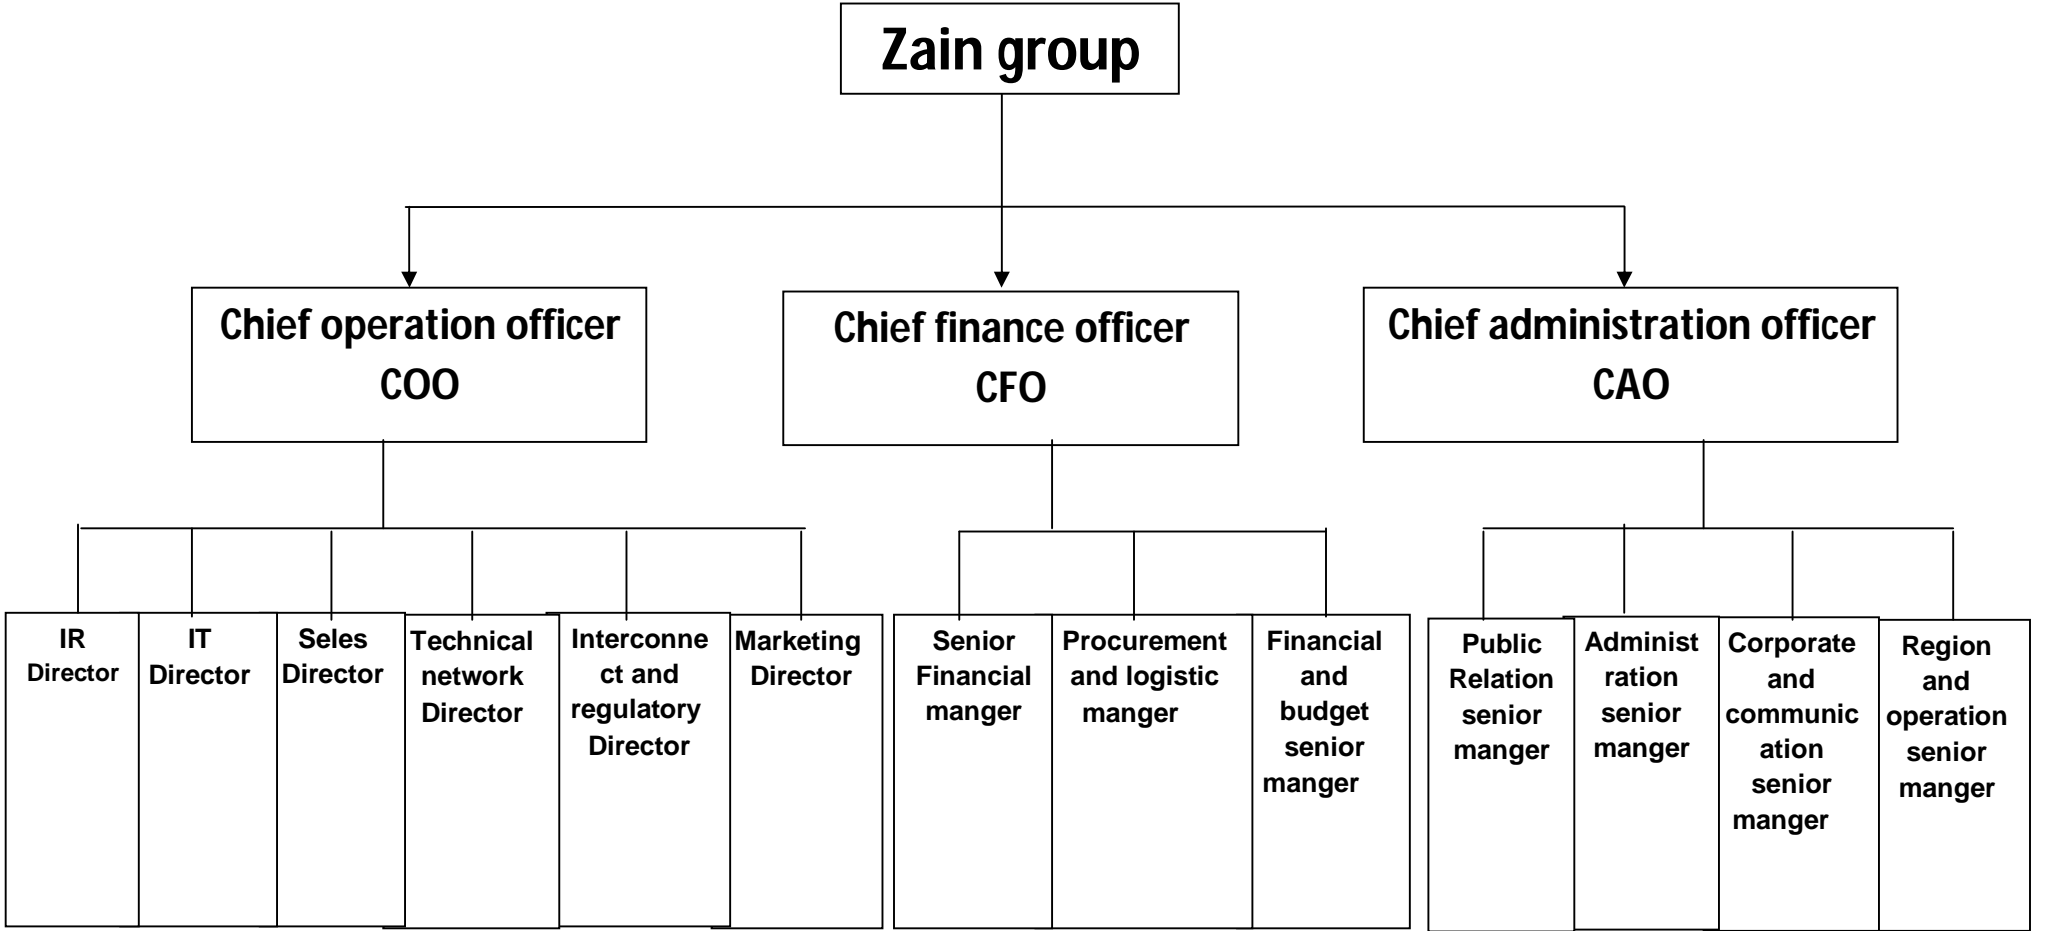 Zain group
Chief operation officer
COO
Chief finance officer
CFO
Chief administration officer
CAO
IR
Director
IT
Director
Seles
Director
Technical
network
Director
Interconne
ct and
regulatory
Director
Marketing
Director
Senior
Financial
manger
Procurement
and logistic
manger
Financial
and
budget
senior
manger
Public
Relation
senior
manger
Administ
ration
senior
manger
Corporate
and
communic
ation
senior
manger
Region
and
operation
senior
manger